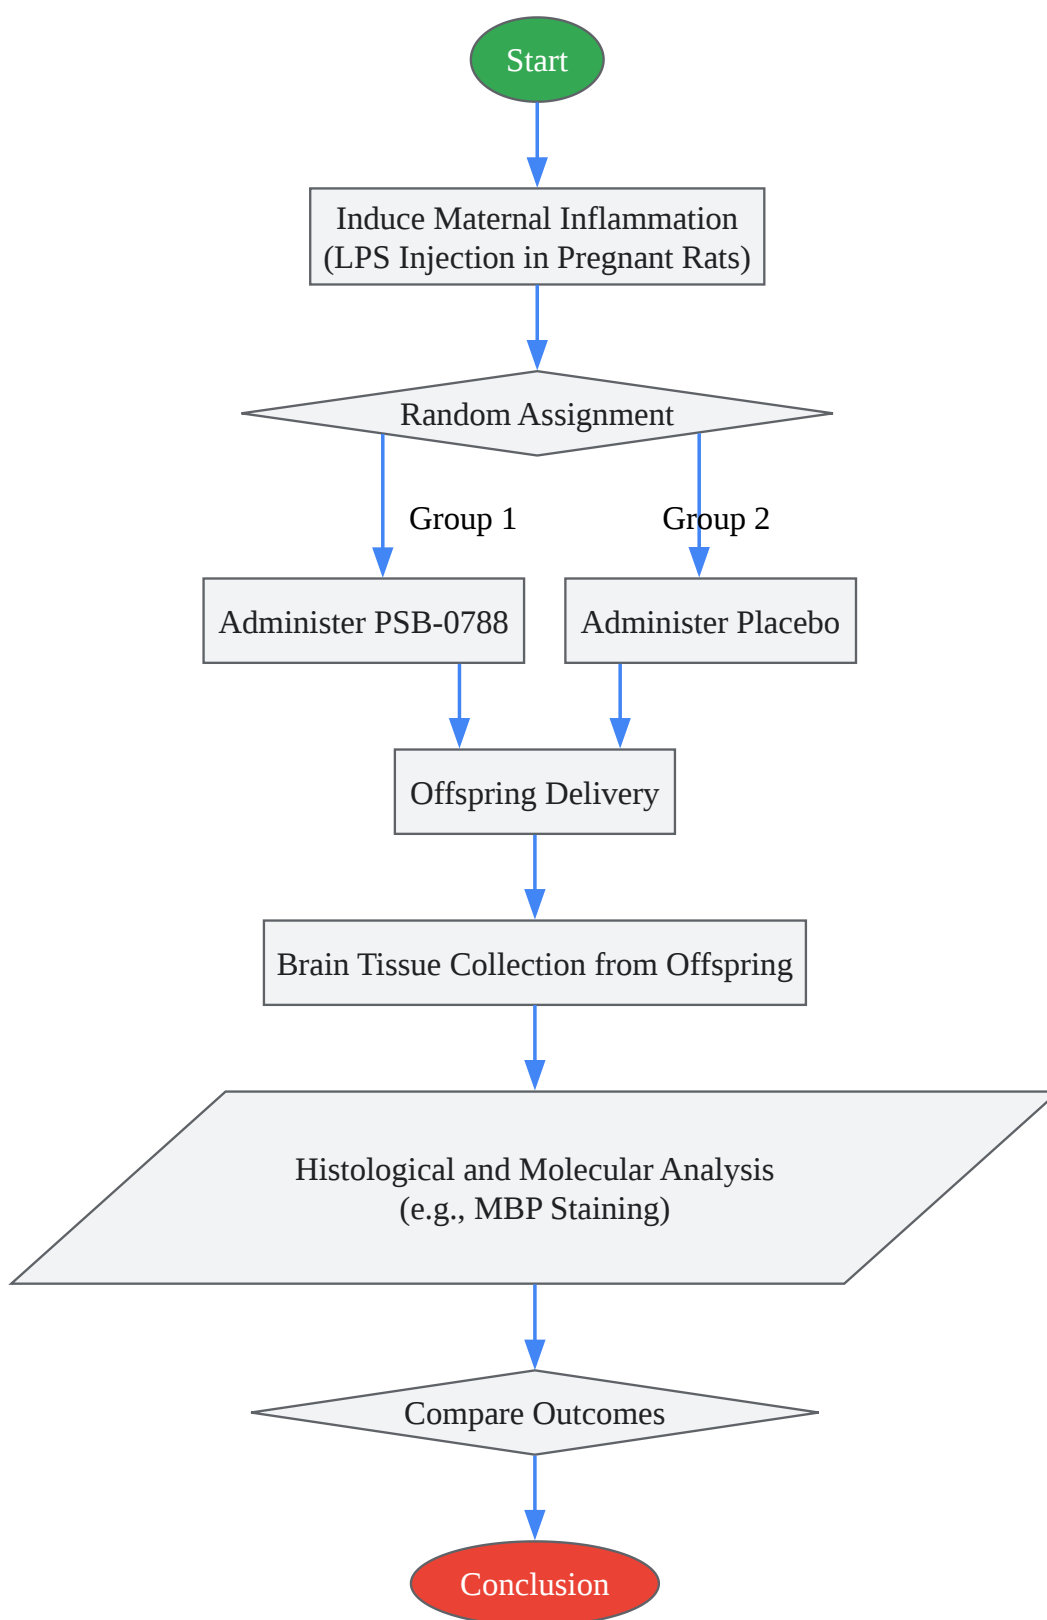 Start
Induce Maternal Inflammation
(LPS Injection in Pregnant Rats)
Random Assignment
Group 1
Group 2
Administer PSB-0788
Administer Placebo
Offspring Delivery
Brain Tissue Collection from Offspring
Histological and Molecular Analysis
(e.g., MBP Staining)
Compare Outcomes
Conclusion